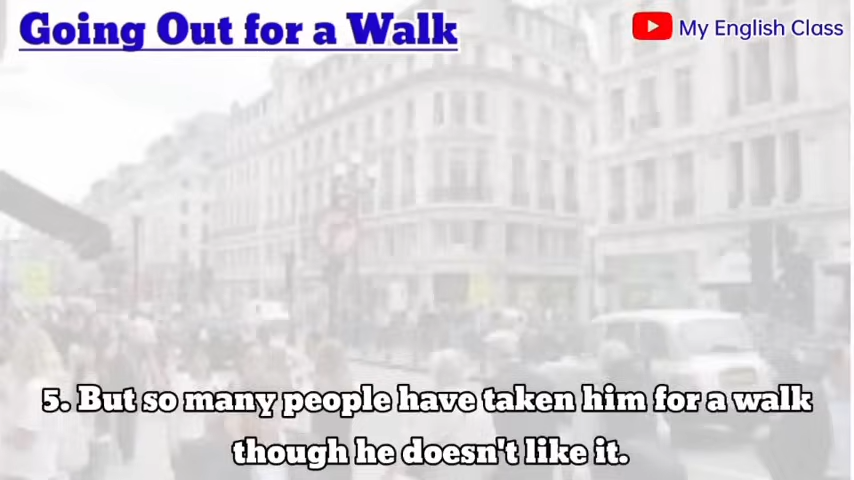 Going Out for a Walk
My English Class
5. But so many people have taken him for a walk
though he doesn't like it.